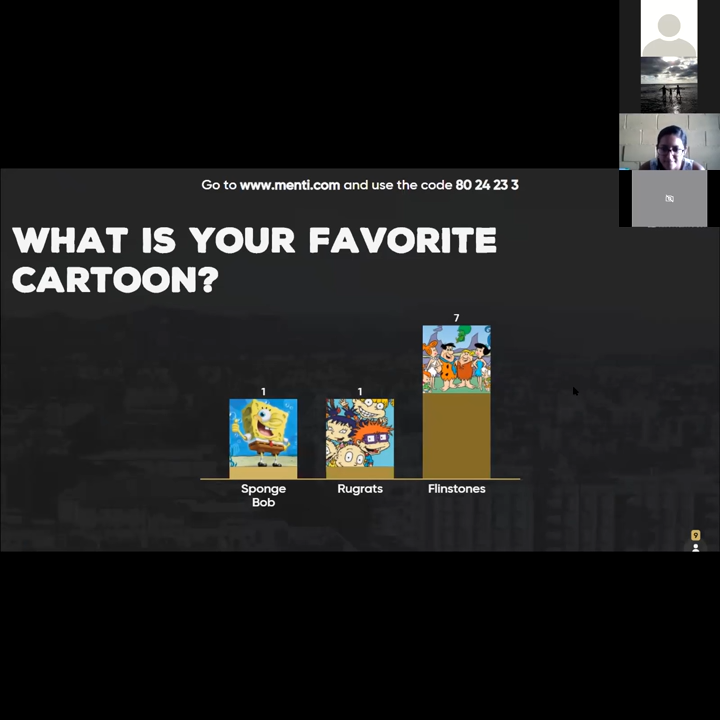 Go to www.menti.com and use the code 80 24 23 3
WHAT IS YOUR FAVORITE
CARTOON?
7
1
1
Sponge
Bob
Rugrats
Flinstones
9